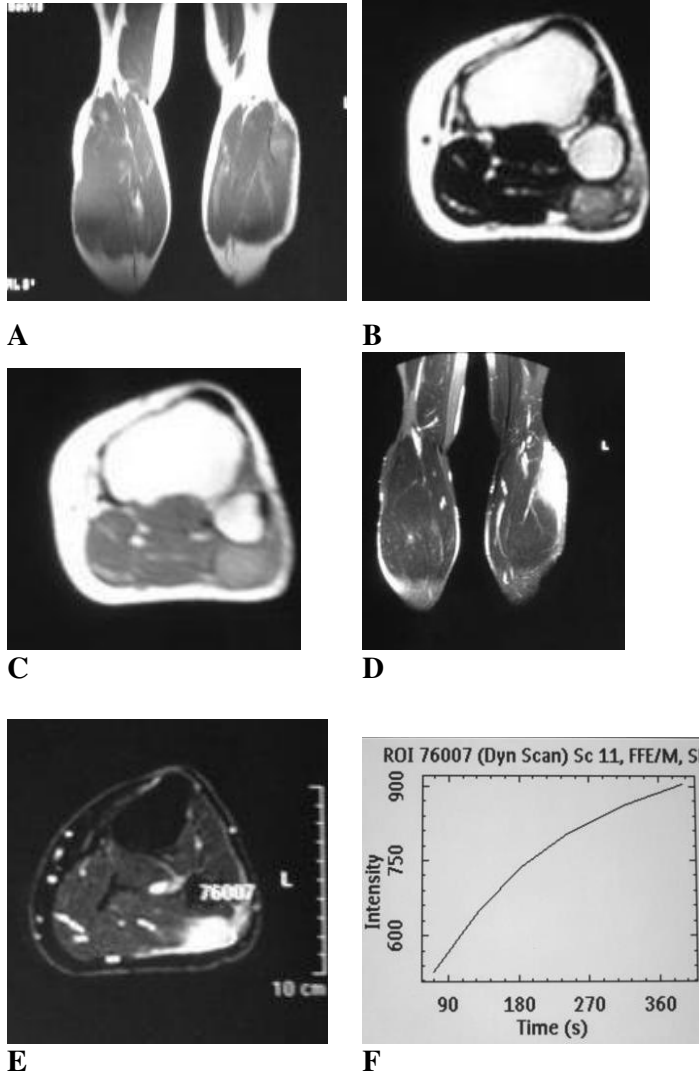 A
B
C
L
D
76007
L
10 cm
E
ROI 76007 (Dyn Scan) Sc 11, FFE/M, S
900
750
600
Intensity
90
180
270
360
Time (s)
F